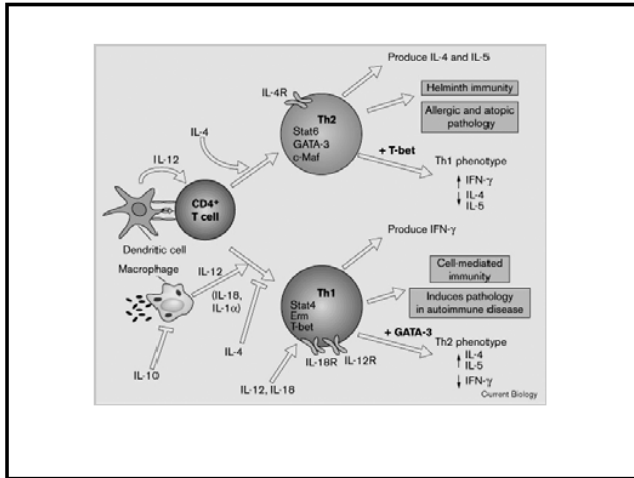 Produce IL-4 and IL-5
IL-4R
Th2
Stat6
GATA-3
c-Maf
Helminth immunity
Allergic and atopic
pathology
+ T-bet
Th1 phenotype
IFN-γ
IL-4
IL-5
IL-4
IL-12
CD4+
T cell
Dendritic cell
Macrophage
IL-12
(IL-18,
IL-1α)
IL-4
IL-10
Produce IFN-γ
Th1
Stat4
Erm
T-bet
Cell-mediated
immunity
Induces pathology
in autoimmune disease
+ GATA-3
IL-18R
IL-12R
IL-12, IL-18
Th2 phenotype
IL-4
IL-5
IFN-γ
Current Biology